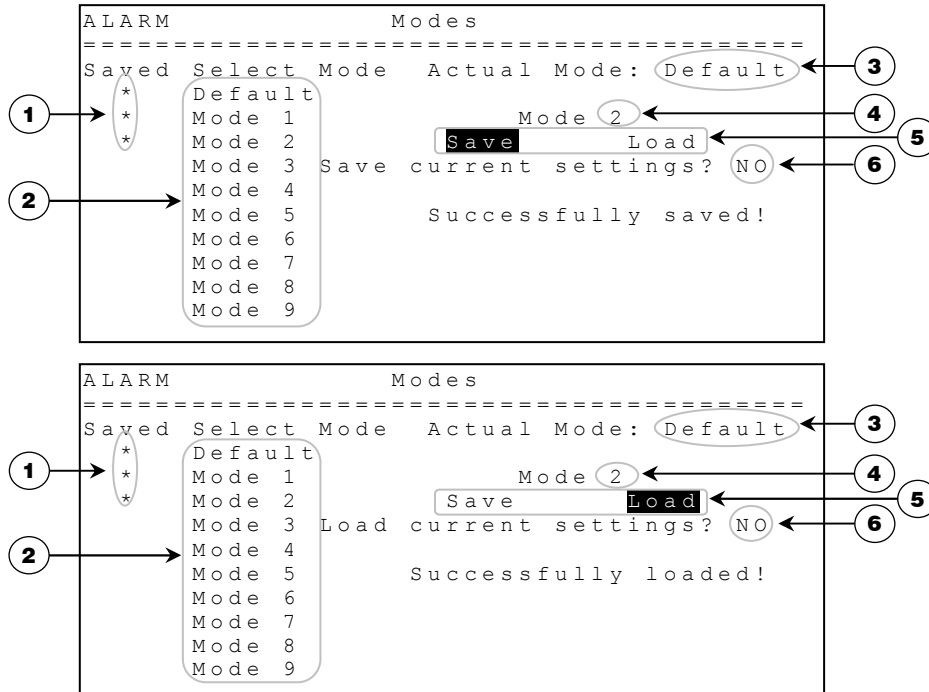 ALARM Modes
========================================
Saved Select Mode Actual Mode: Default 3
* Default
1 * Mode 1 Mode 2 4
* Mode 2 Save Load 5
Mode 3 Save current settings? NO 6
2 Mode 4
Mode 5 Successfully saved!
Mode 6
Mode 7
Mode 8
Mode 9
ALARM Modes
========================================
Saved Select Mode Actual Mode: Default 3
* Default
1 * Mode 1 Mode 2 4
* Mode 2 Save Load 5
Mode 3 Load current settings? NO 6
2 Mode 4
Mode 5 Successfully loaded!
Mode 6
Mode 7
Mode 8
Mode 9